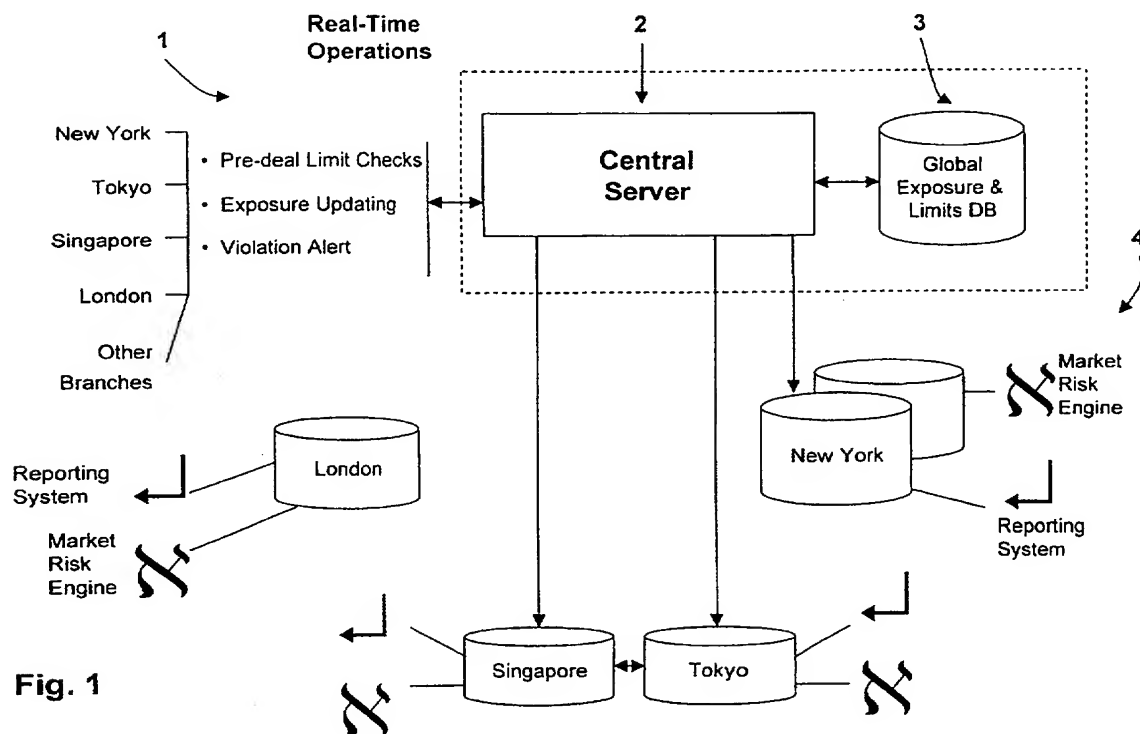 Real-Time
Operations
1
2
3
4
New York
Tokyo
Singapore
London
Other
Branches
• Pre-deal Limit Checks
• Exposure Updating
• Violation Alert
Central
Server
Global
Exposure &
Limits DB
Market
Risk
Engine
New York
Reporting
System
London
Reporting
System
Market
Risk
Engine
Singapore
Tokyo
Fig. 1